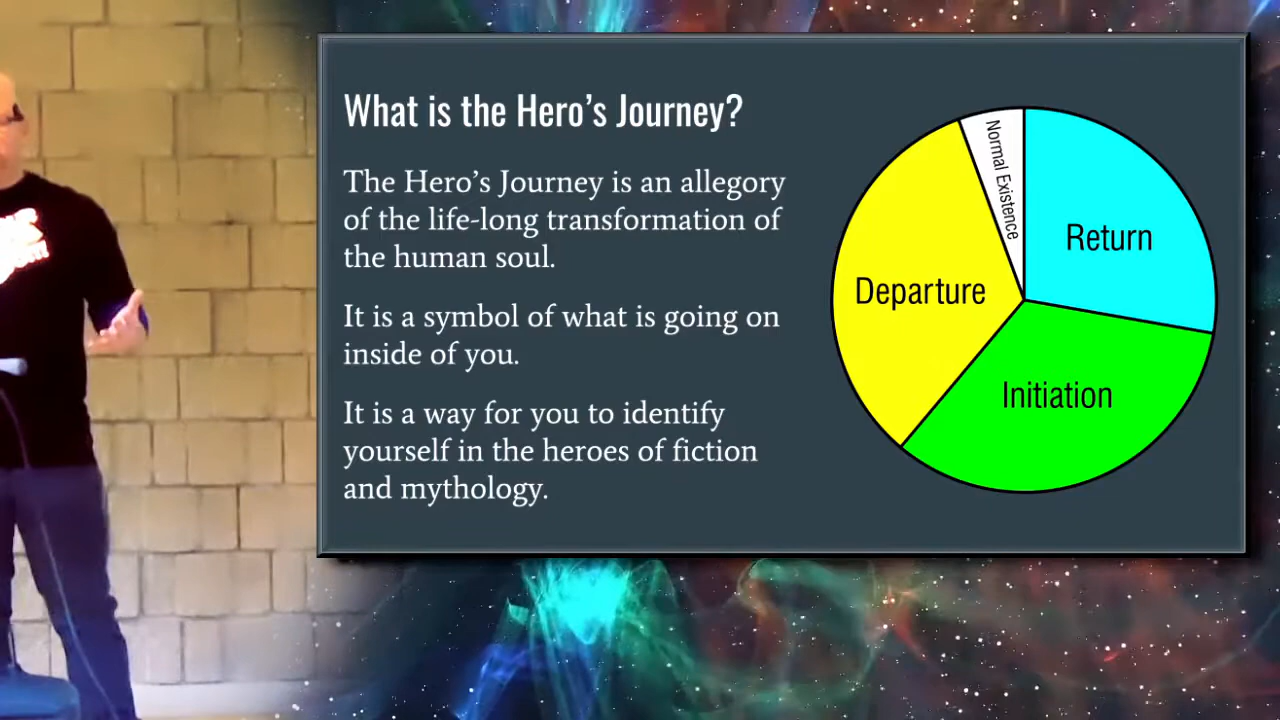 What is the Hero's Journey?
The Hero's Journey is an allegory
of the life-long transformation of
the human soul.
It is a symbol of what is going on
inside of you.
It is a way for you to identify
yourself in the heroes of fiction
and mythology.
Normal Existence
Return
Departure
Initiation